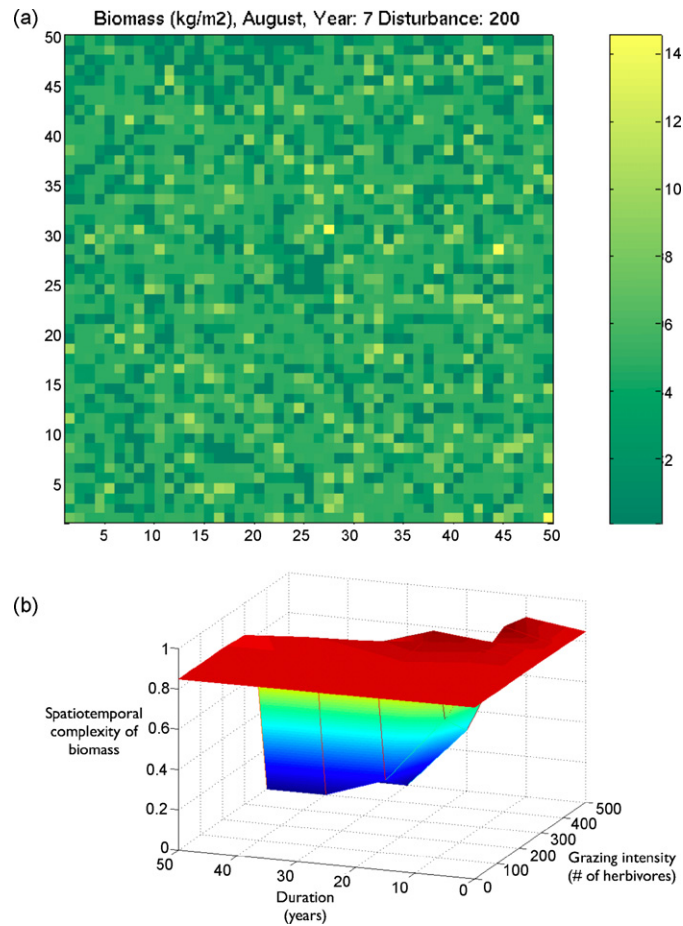 (a)
Biomass (kg/m2), August, Year: 7 Disturbance: 200
50
45
40
35
30
25
20
15
10
5
5 10 15 20 25 30 35 40 45 50
14
12
10
8
6
4
2
(b)
1
0.8
0.6
0.4
0.2
0
Spatiotemporal
complexity of
biomass
50 40 30 20 10 0
Duration
(years)
500
400
300
200
100
0
Grazing intensity
(# of herbivores)